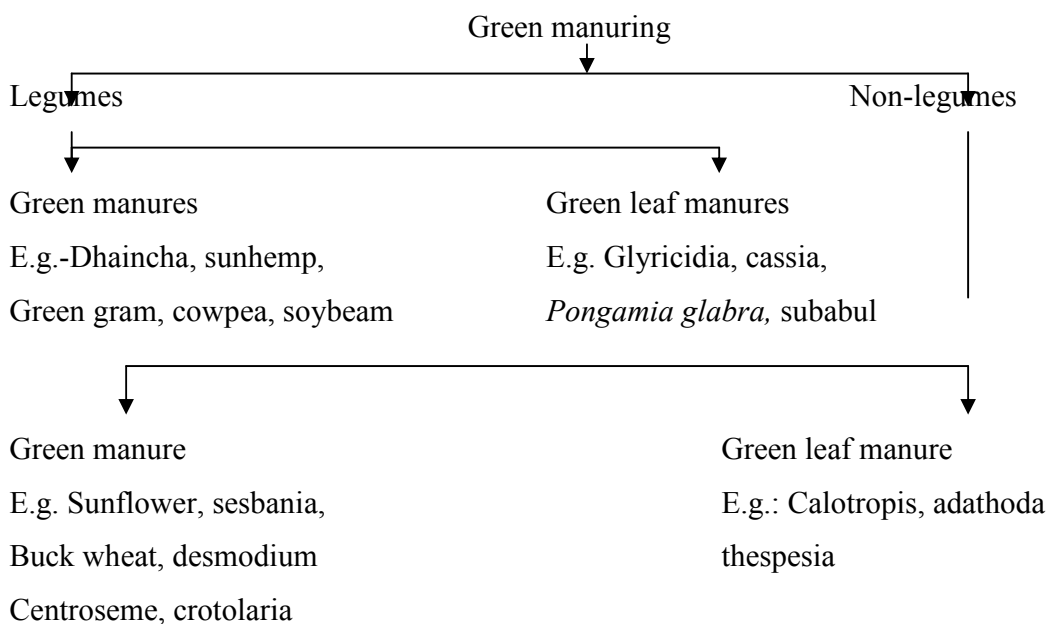 Green manuring
Legumes
Non-legumes
Green manures
E.g.-Dhaincha, sunhemp,
Green gram, cowpea, soybeam
Green leaf manures
E.g. Glyricidia, cassia,
Pongamia glabra, subabul
Green manure
E.g. Sunflower, sesbania,
Buck wheat, desmodium
Centroseme, crotolaria
Green leaf manure
E.g.: Calotropis, adathoda
thespesia